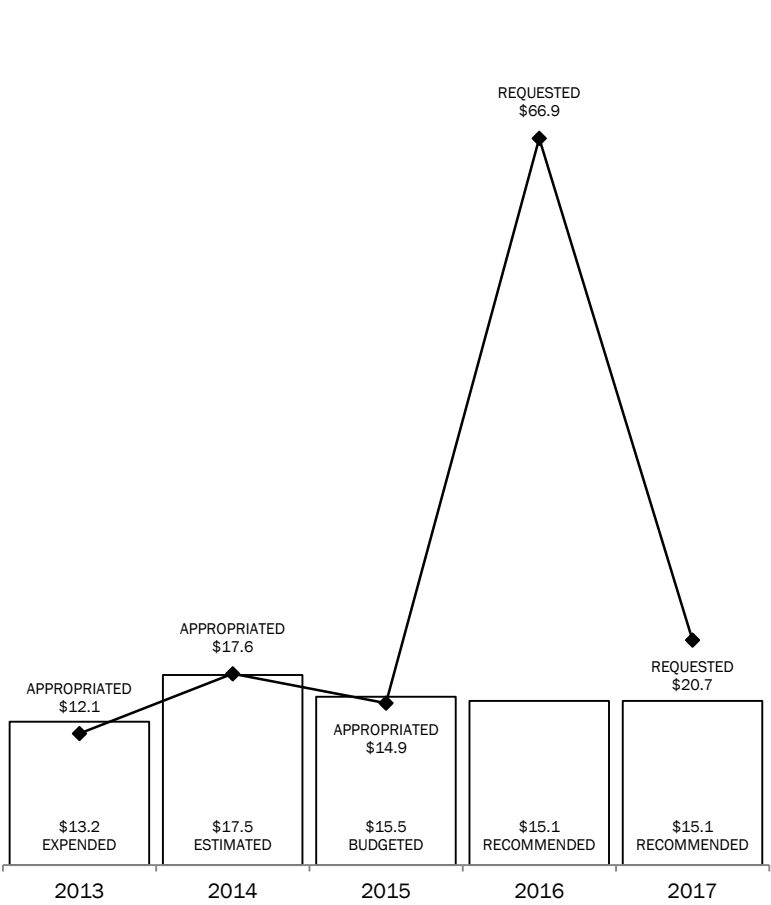 REQUESTED
$66.9
APPROPRIATED
$17.6
REQUESTED
$20.7
APPROPRIATED
$12.1
APPROPRIATED
$14.9
$13.2
EXPENDED
$17.5
ESTIMATED
$15.5
BUDGETED
$15.1
RECOMMENDED
$15.1
RECOMMENDED
2013
2014
2015
2016
2017